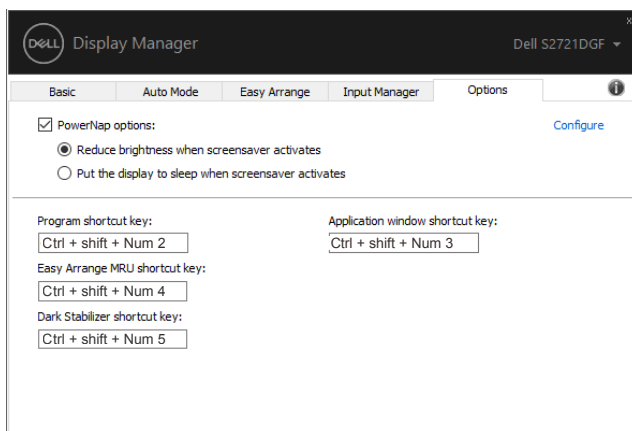 DELL Display Manager Dell S2721DGF
Basic Auto Mode Easy Arrange Input Manager Options
PowerNap options: Configure
Reduce brightness when screensaver activates
Put the display to sleep when screensaver activates
Program shortcut key: Application window shortcut key:
Ctrl + shift + Num 2 Ctrl + shift + Num 3
Easy Arrange MRU shortcut key:
Ctrl + shift + Num 4
Dark Stabilizer shortcut key:
Ctrl + shift + Num 5